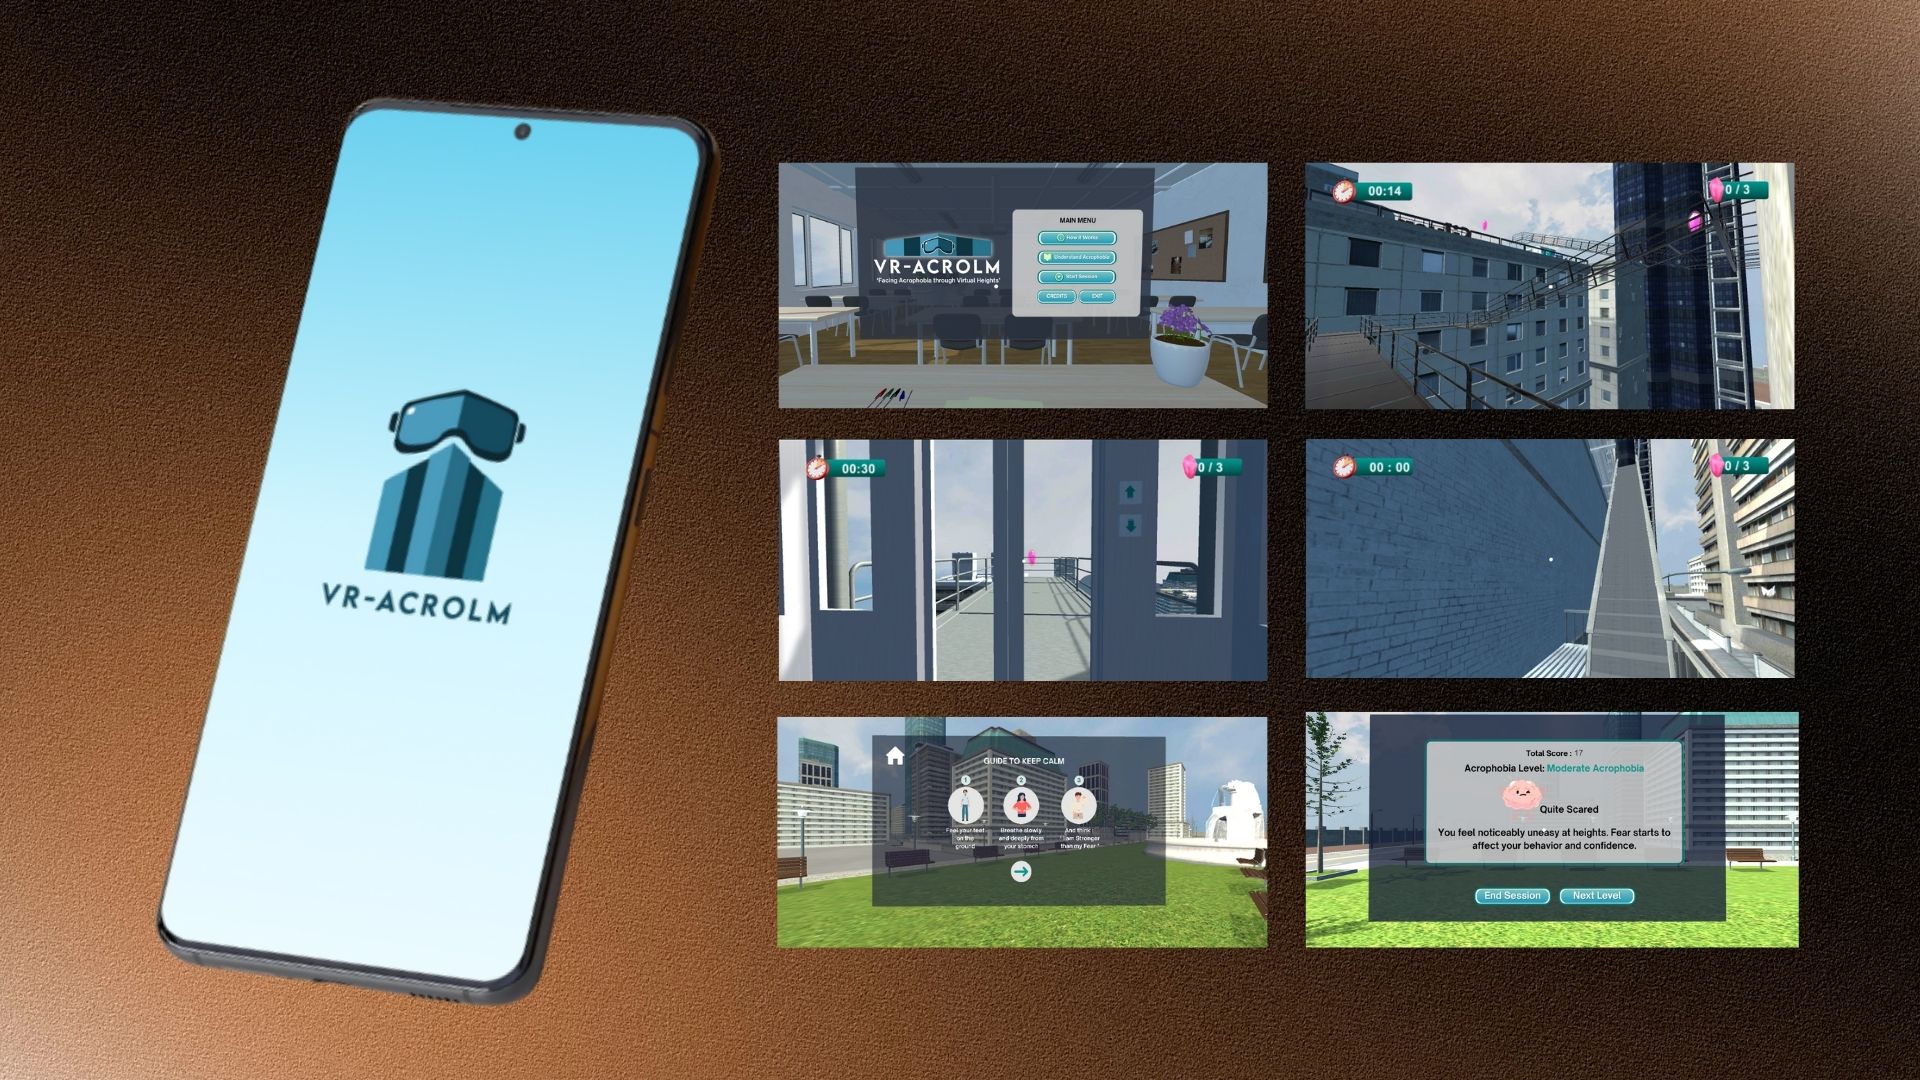 VR-ACROLM
VR-ACROLM
"Facing Acrophobia through Virtual Heights"
MAIN MENU
How it Works
Understand Acrophobia
Start Session
CREDITS
EXIT
00:14
0 / 3
00:30
0 / 3
00 : 00
0 / 3
GUIDE TO KEEP CALM
1
2
3
Feel your feet
on the
ground
Breathe slowly
and deeply from
your stomch
And think :
I am Stronger
than my Fear "
Total Score : 17
Acrophobia Level: Moderate Acrophobia
Quite Scared
You feel noticeably uneasy at heights. Fear starts to
affect your behavior and confidence.
End Session
Next Level